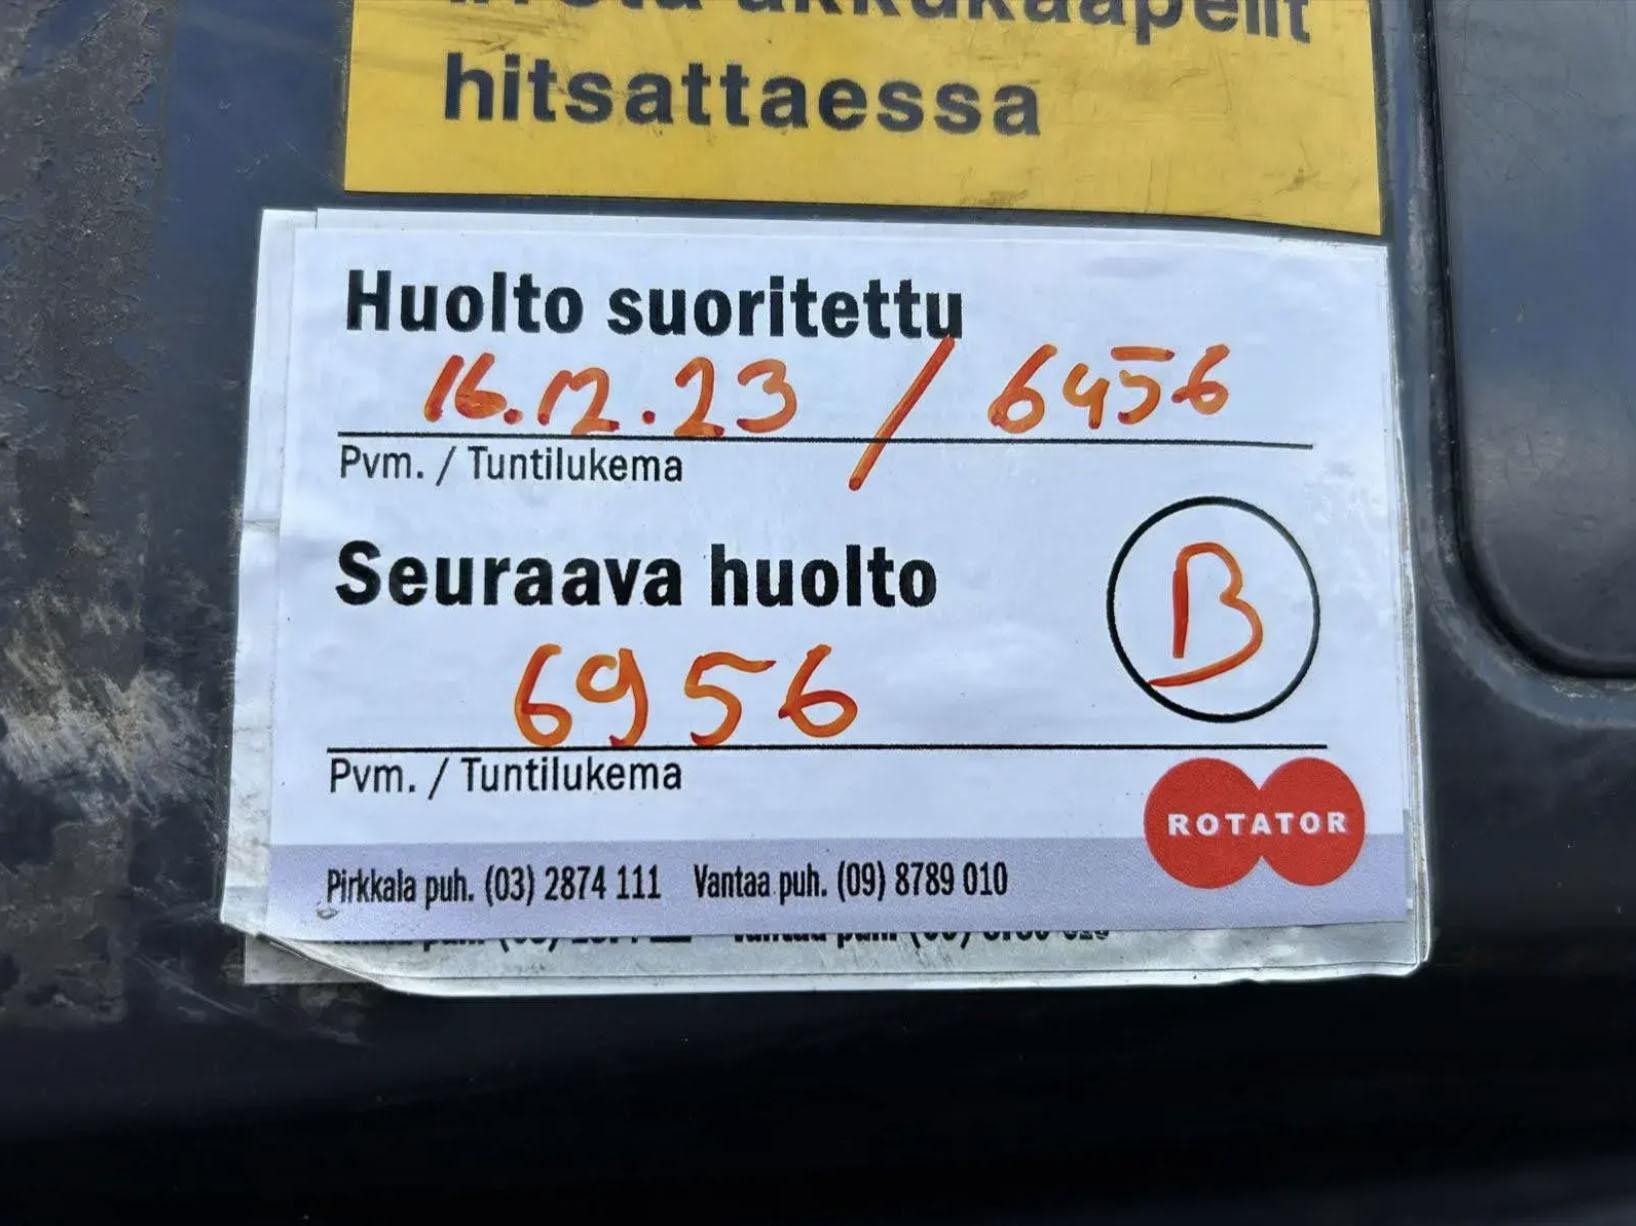 akkukaapelit
hitsattaessa
Huolto suoritettu
16.12.23 / 6456
Pvm. / Tuntilukema
Seuraava huolto
B
6956
Pvm. / Tuntilukema
ROTATOR
Pirkkala puh. (03) 2874 111 Vantaa puh. (09) 8789 010